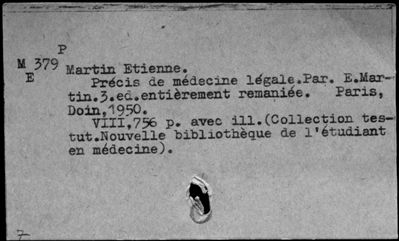 P
M 379 Martin Etienne.
E Précis de médecine légale.Par. E.Mar-
tin.3.ed.entièrement remaniée. Paris,
Doin,1950.
VIII,756 p. avec ill.(Collection tes-
tut.Nouvelle bibliothèque de l'étudiant
en médecine).
7